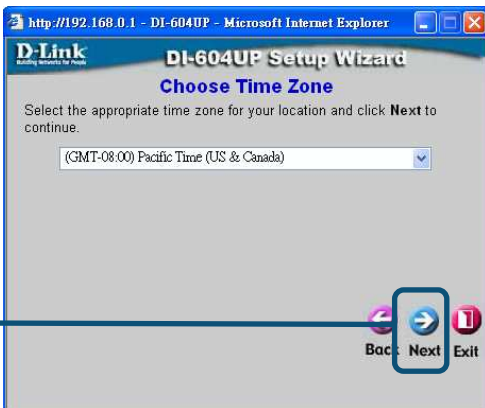 http://192.168.0.1 - DI-604UP - Microsoft Internet Explorer
D-Link
Building Networks for People
DI-604UP Setup Wizard
Choose Time Zone
Select the appropriate time zone for your location and click Next to
continue.
(GMT-08:00) Pacific Time (US & Canada)
Back Next Exit